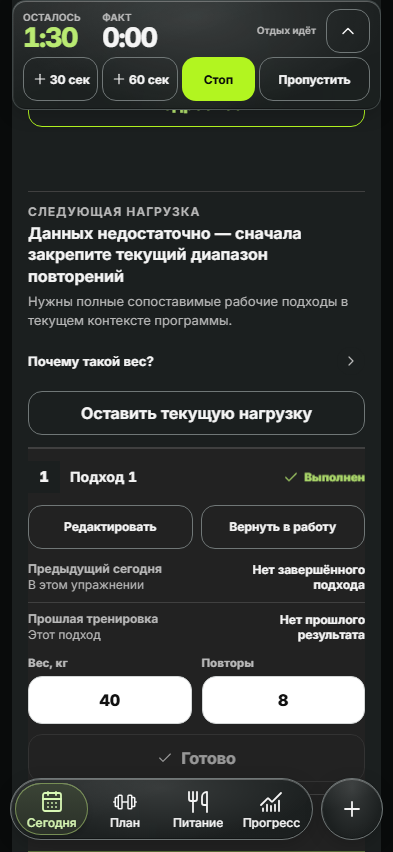 ОСТАЛОСЬ ФАКТ
1:30 0:00
Отдых идёт
+ 30 сек + 60 сек Стоп Пропустить
СЛЕДУЮЩАЯ НАГРУЗКА
Данных недостаточно — сначала
закрепите текущий диапазон
повторений
Нужны полные сопоставимые рабочие подходы в
текущем контексте программы.
Почему такой вес?
Оставить текущую нагрузку
1 Подход 1 Выполнен
Редактировать Вернуть в работу
Предыдущий сегодня Нет завершённого
В этом упражнении подхода
Прошлая тренировка Нет прошлого
Этот подход результата
Вес, кг Повторы
40 8
Готово
Сегодня План Питание Прогресс +